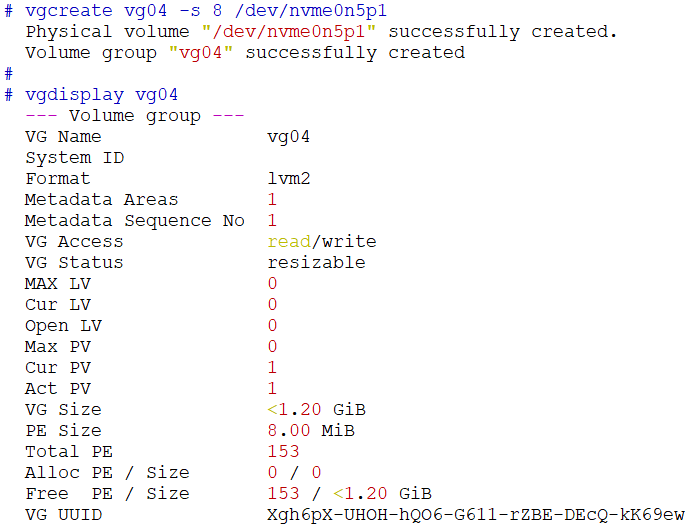 # vgcreate vg04 -s 8 /dev/nvme0n5p1
  Physical volume "/dev/nvme0n5p1" successfully created.
  Volume group "vg04" successfully created
#
# vgdisplay vg04
  --- Volume group ---
  VG Name               vg04
  System ID
  Format                lvm2
  Metadata Areas        1
  Metadata Sequence No  1
  VG Access             read/write
  VG Status             resizable
  MAX LV                0
  Cur LV                0
  Open LV               0
  Max PV                0
  Cur PV                1
  Act PV                1
  VG Size               <1.20 GiB
  PE Size               8.00 MiB
  Total PE              153
  Alloc PE / Size       0 / 0
  Free  PE / Size       153 / <1.20 GiB
  VG UUID               Xgh6pX-UHOH-hQO6-G611-rZBE-DEcQ-kK69ew